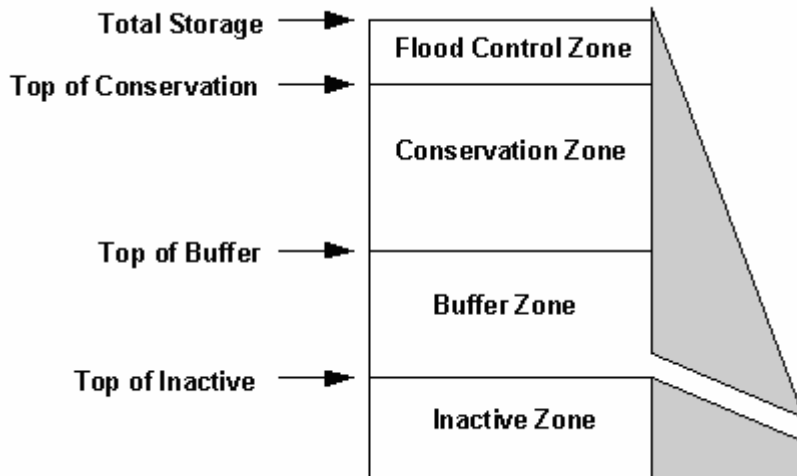 Total Storage
Flood Control Zone
Top of Conservation
Conservation Zone
Top of Buffer
Buffer Zone
Top of Inactive
Inactive Zone